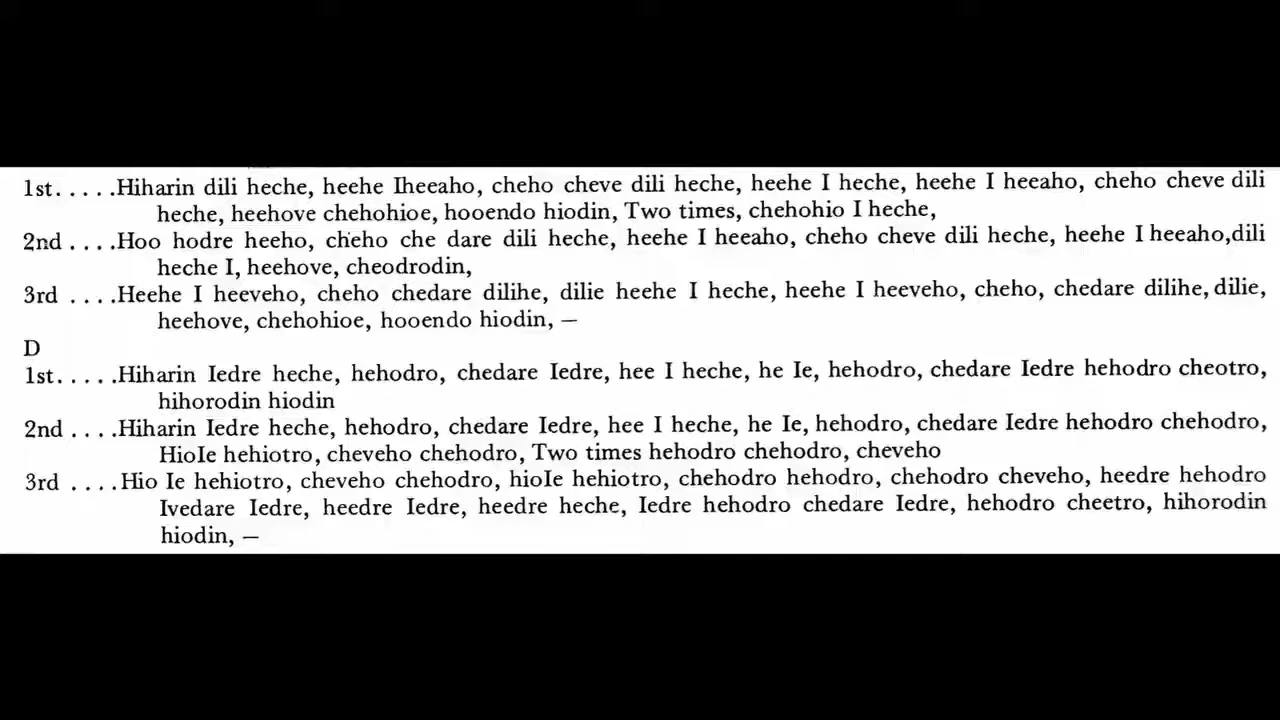 1st.....Hiharin dili heche, heehe Iheeaho, cheho cheve dili heche, heehe I heche, heehe I heeaho, cheho cheve dili
heche, heehove chehohioe, hooendo hiodin, Two times, chehohio I heche,
2nd ....Hoo hodre heeho, cheho che dare dili heche, heehe I heeaho, cheho cheve dili heche, heehe I heeaho,dili
heche I, heehove, cheodrodin,
3rd ....Heehe I heeveho, cheho chedare dilihe, dilie heehe I heche, heehe I heeveho, cheho, chedare dilihe, dilie,
heehove, chehohioe, hooendo hiodin, —
D
1st.....Hiharin Iedre heche, hehodro, chedare Iedre, hee I heche, he Ie, hehodro, chedare Iedre hehodro cheotro,
hihorodin hiodin
2nd ....Hiharin Iedre heche, hehodro, chedare Iedre, hee I heche, he Ie, hehodro, chedare Iedre hehodro chehodro,
HioIe hehiotro, cheveho chehodro, Two times hehodro chehodro, cheveho
3rd ....Hio Ie hehiotro, cheveho chehodro, hioIe hehiotro, chehodro hehodro, chehodro cheveho, heedre hehodro
Ivedare Iedre, heedre Iedre, heedre heche, Iedre hehodro chedare Iedre, hehodro cheetro, hihorodin
hiodin, —